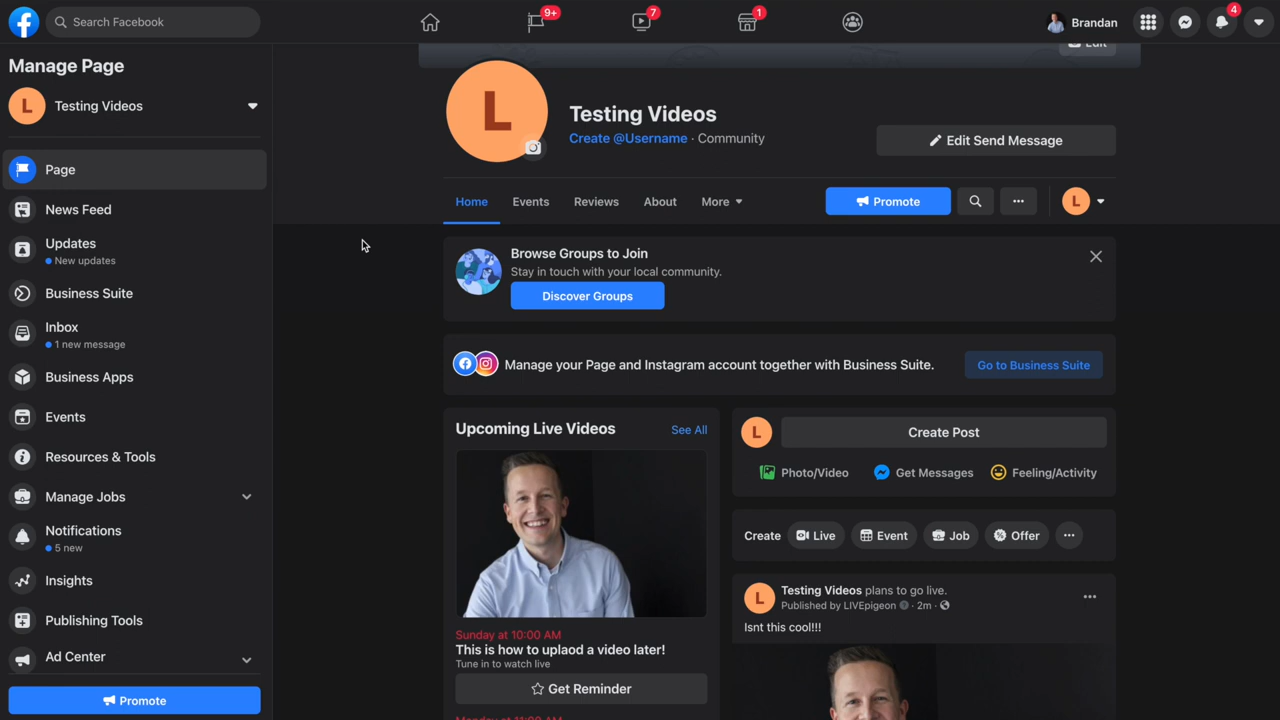 Search Facebook
9+
7
1
Brandan
4
Manage Page
L
Testing Videos
Page
News Feed
Updates
New updates
Business Suite
Inbox
1 new message
Business Apps
Events
Resources & Tools
Manage Jobs
Notifications
5 new
Insights
Publishing Tools
Ad Center
Promote
Edit
L
Testing Videos
Create @Username · Community
Edit Send Message
Home
Events
Reviews
About
More
Promote
L
Browse Groups to Join
Stay in touch with your local community.
Discover Groups
Manage your Page and Instagram account together with Business Suite.
Go to Business Suite
Upcoming Live Videos
See All
Sunday at 10:00 AM
This is how to uplaod a video later!
Tune in to watch live
Get Reminder
Monday at 11:00 AM
L
Create Post
Photo/Video
Get Messages
Feeling/Activity
Create
Live
Event
Job
Offer
L
Testing Videos plans to go live.
Published by LIVEpigeon · 2m ·
Isnt this cool!!!